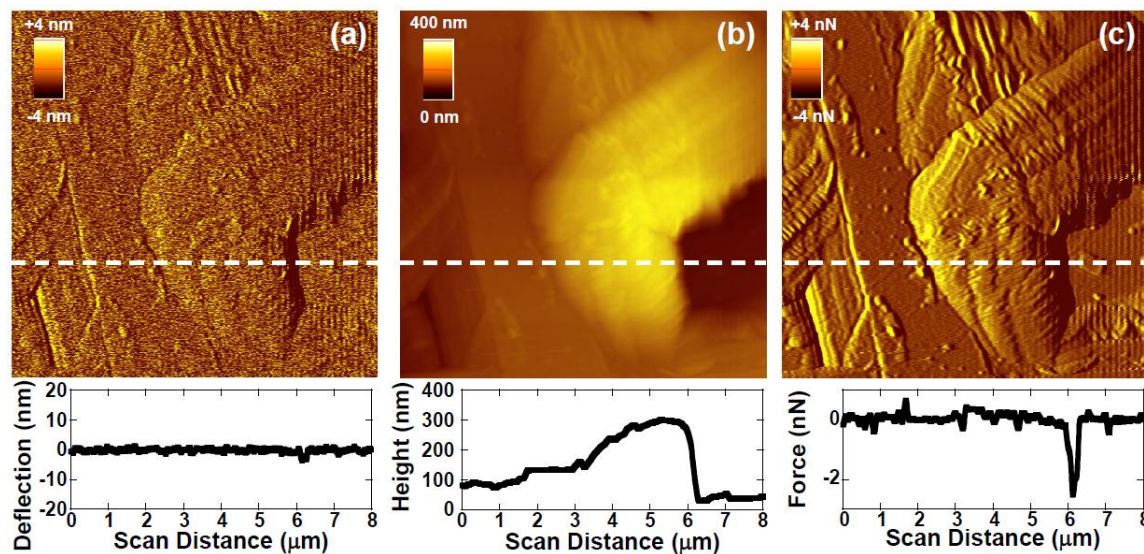 +4 nm
-4 nm
(a)
400 nm
0 nm
(b)
+4 nN
-4 nN
(c)
Deflection (nm)
20
10
0
-10
-20
0 1 2 3 4 5 6 7 8
Scan Distance (μm)
Height (nm)
400
300
200
100
0
0 1 2 3 4 5 6 7 8
Scan Distance (μm)
Force (nN)
0
-2
0 1 2 3 4 5 6 7 8
Scan Distance (μm)